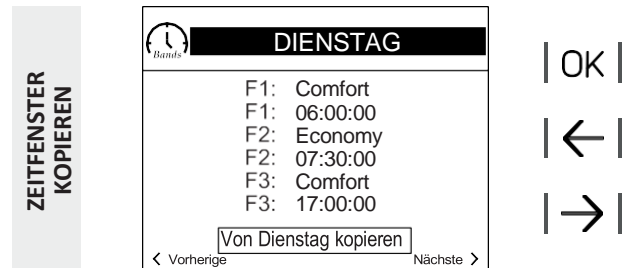 ZEITFENSTER
KOPIEREN
Bands
DIENSTAG
F1: Comfort
F1: 06:00:00
F2: Economy
F2: 07:30:00
F3: Comfort
F3: 17:00:00
Von Dienstag kopieren
< Vorherige Nächste >
| OK |
| ← |
| → |